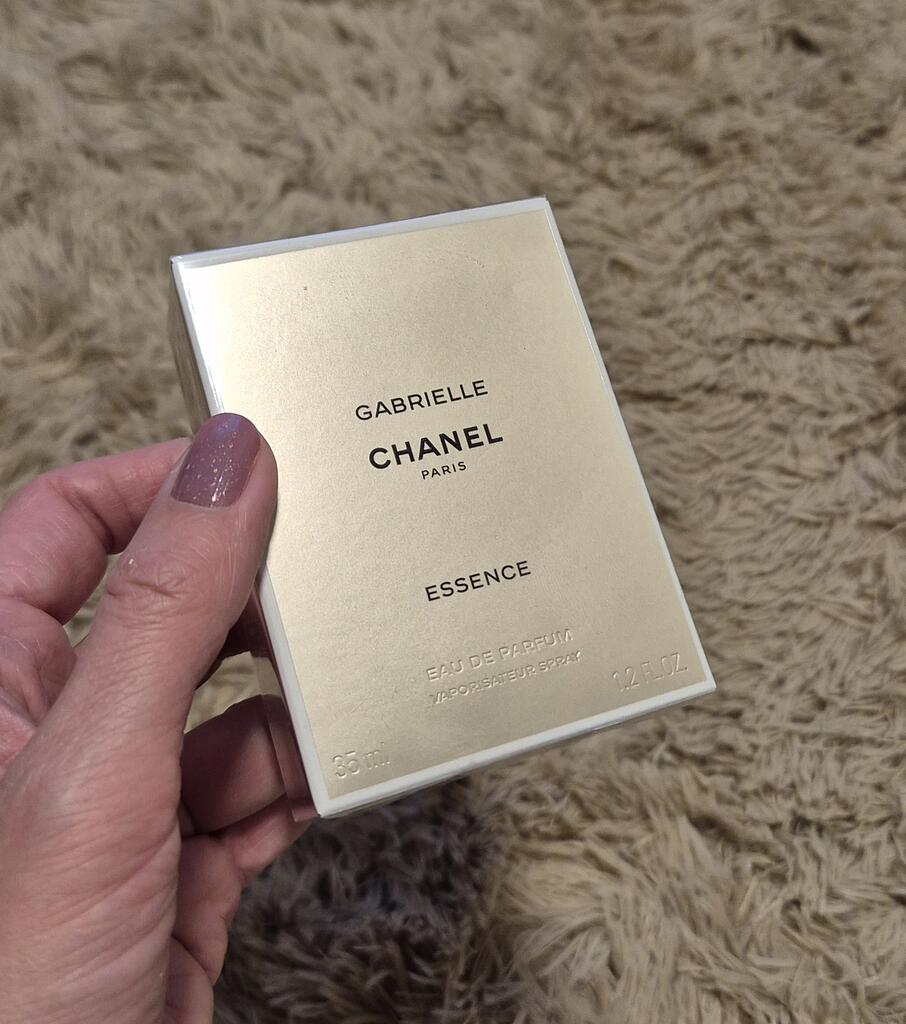 GABRIELLE
CHANEL
PARIS
ESSENCE
EAU DE PARFUM
VAPORISATEUR SPRAY
1.2 FL.OZ.
35 ml